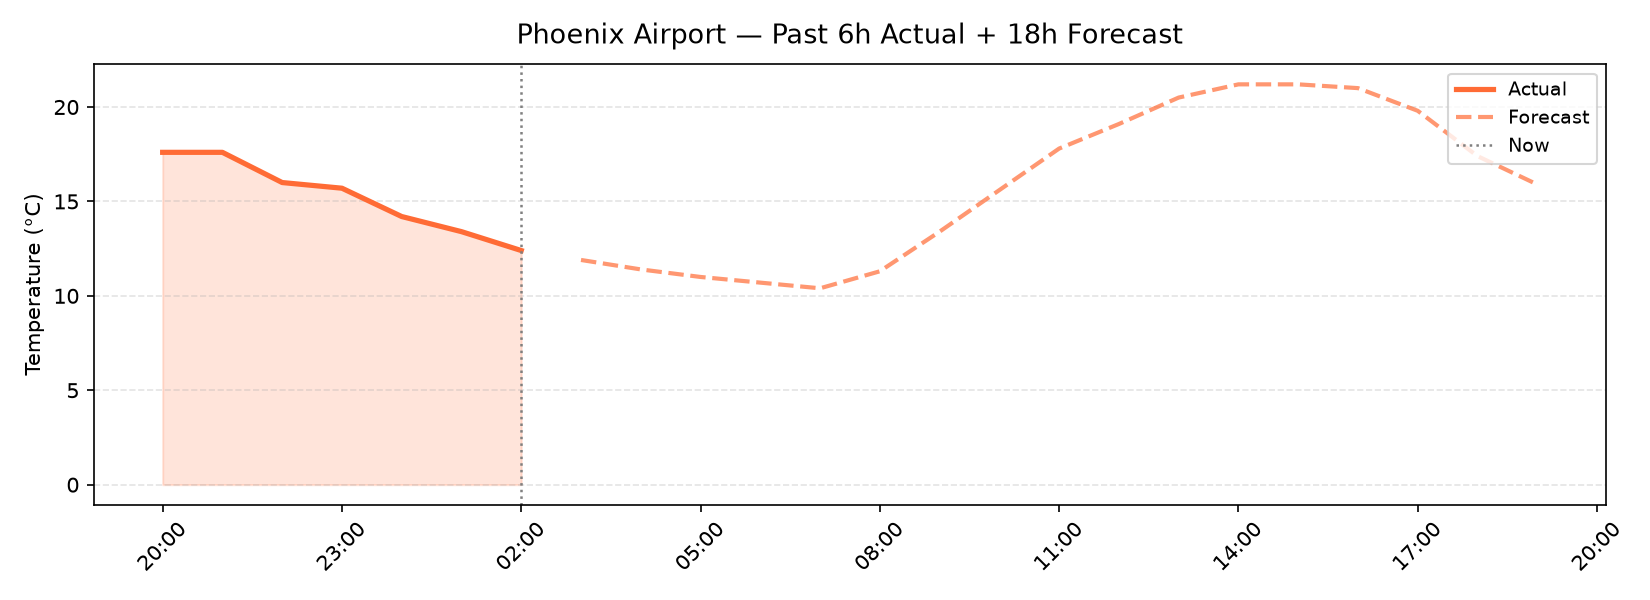 Phoenix Airport — Past 6h Actual + 18h Forecast
Temperature (°C)
20
15
10
5
0
Actual
Forecast
Now
20:00
23:00
02:00
05:00
08:00
11:00
14:00
17:00
20:00